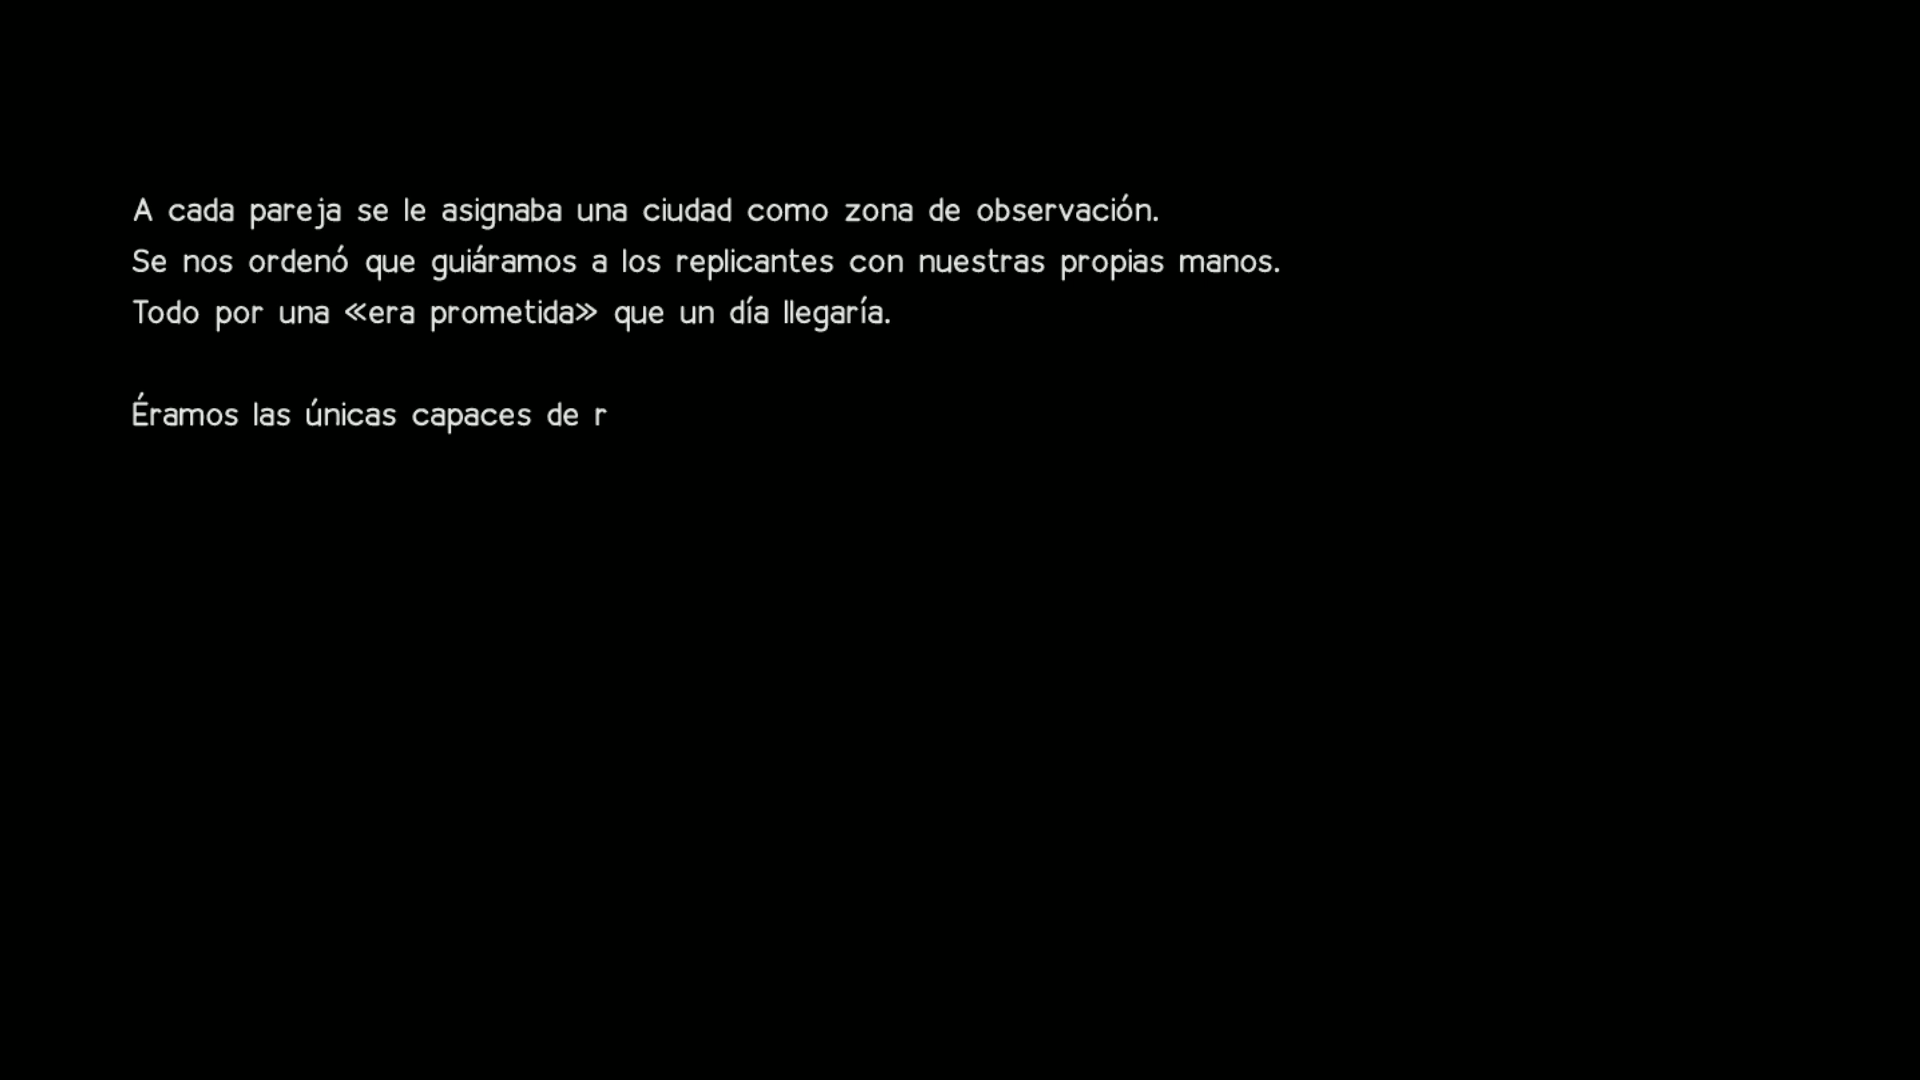 A cada pareja se le asignaba una ciudad como zona de observación.
Se nos ordenó que guiáramos a los replicantes con nuestras propias manos.
Todo por una «era prometida» que un día llegaría.
Éramos las únicas capaces de r